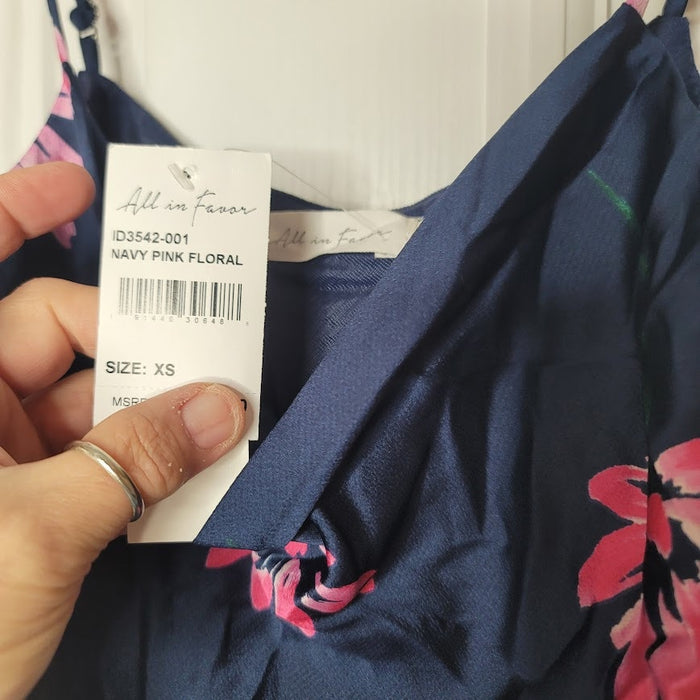 All in Favor
ID3542-001
NAVY PINK FLORAL
SIZE: XS
All in Favor